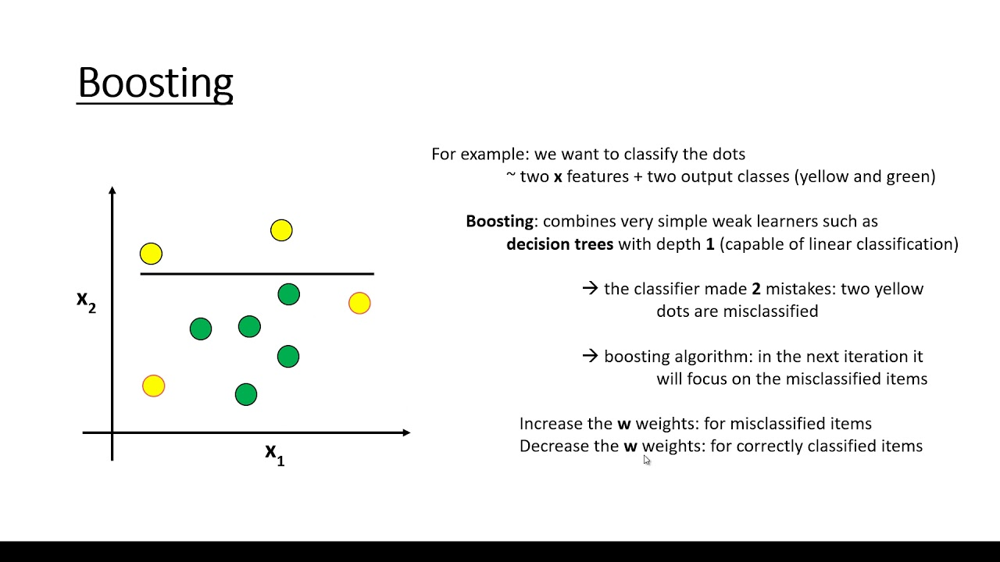 Boosting
For example: we want to classify the dots
~ two x features + two output classes (yellow and green)
Boosting: combines very simple weak learners such as
decision trees with depth 1 (capable of linear classification)
→ the classifier made 2 mistakes: two yellow
dots are misclassified
→ boosting algorithm: in the next iteration it
will focus on the misclassified items
Increase the w weights: for misclassified items
Decrease the w weights: for correctly classified items
x₂
x₁